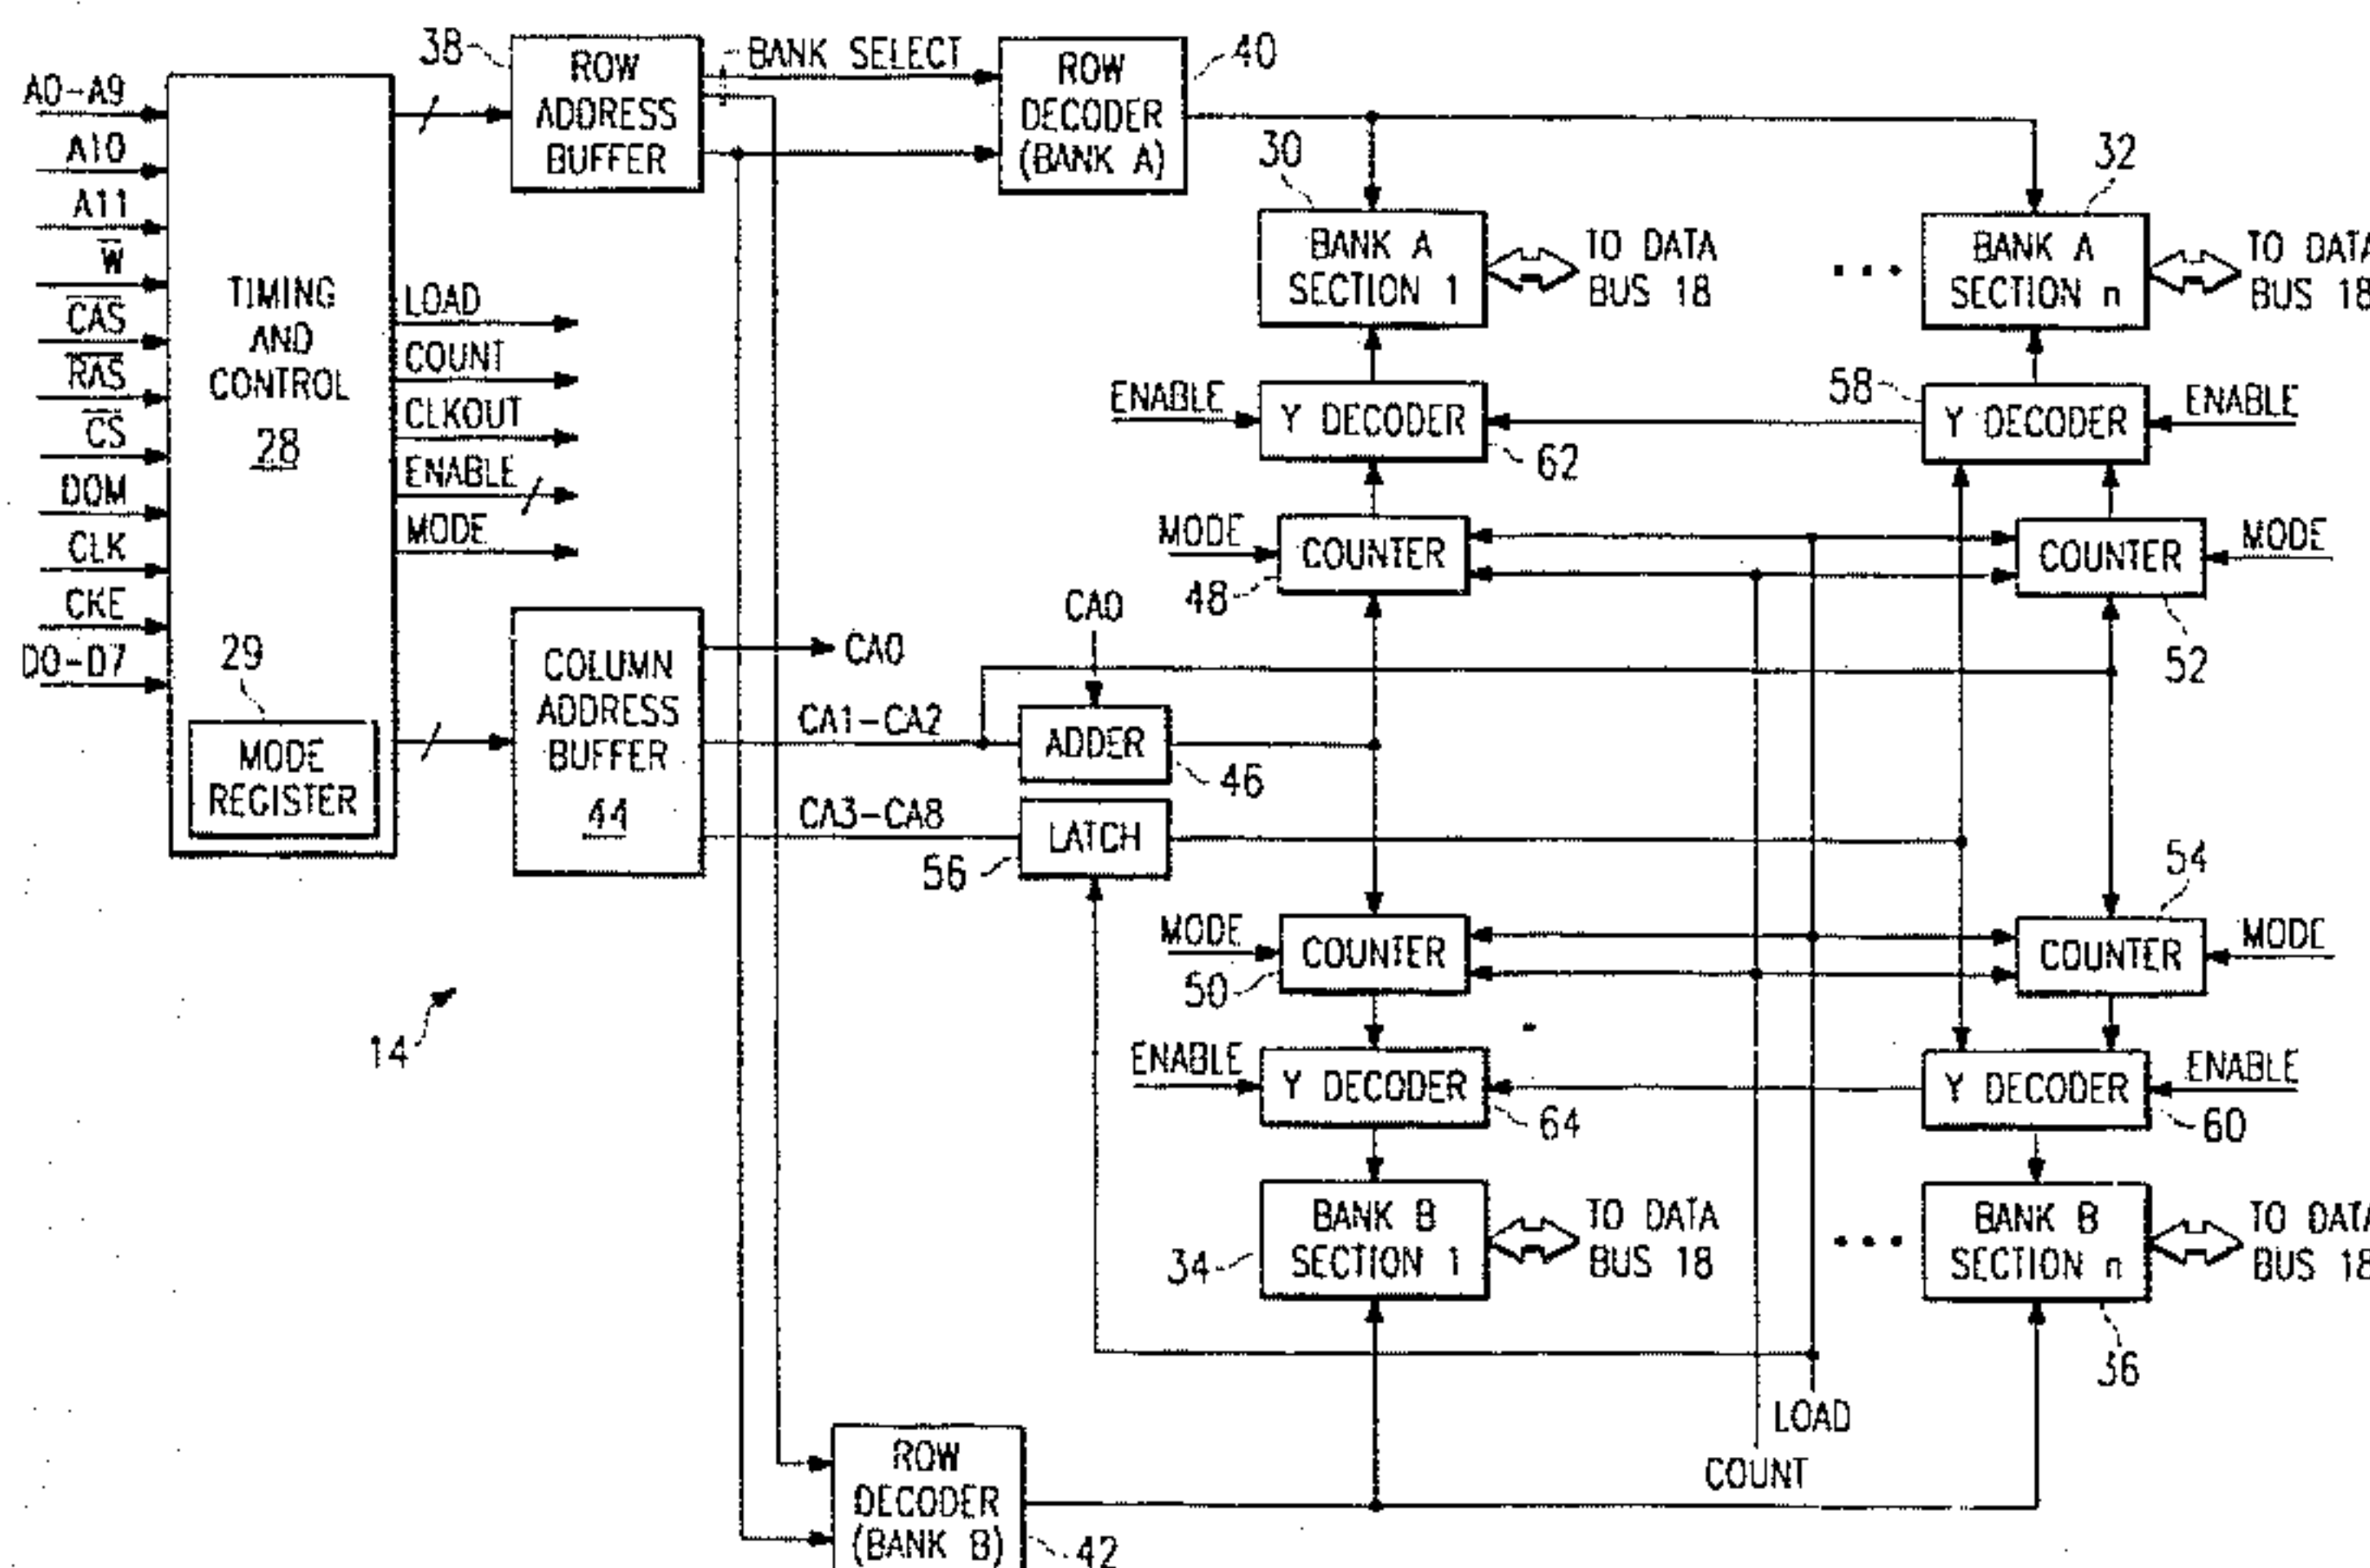 A0-A9
A10
A11
W
CAS
RAS
CS
DOM
CLK
CKE
D0-D7
TIMING
AND
CONTROL
28
29
MODE
REGISTER
LOAD
COUNT
CLKOUT
ENABLE
MODE
38
ROW
ADDRESS
BUFFER
BANK SELECT
ROW
DECODER
(BANK A)
40
30
BANK A
SECTION 1
TO DATA
BUS 18
32
BANK A
SECTION n
TO DATA
BUS 18
ENABLE
Y DECODER
62
58
Y DECODER
ENABLE
MODE
COUNTER
48
COUNTER
MODE
52
COLUMN
ADDRESS
BUFFER
44
CA0
CA0
CA1-CA2
ADDER
46
CA3-CA8
LATCH
56
14
MODE
COUNTER
50
54
COUNTER
MODE
ENABLE
Y DECODER
64
Y DECODER
ENABLE
60
34
BANK B
SECTION 1
TO DATA
BUS 18
BANK B
SECTION n
TO DATA
BUS 18
36
LOAD
COUNT
ROW
DECODER
(BANK B)
42